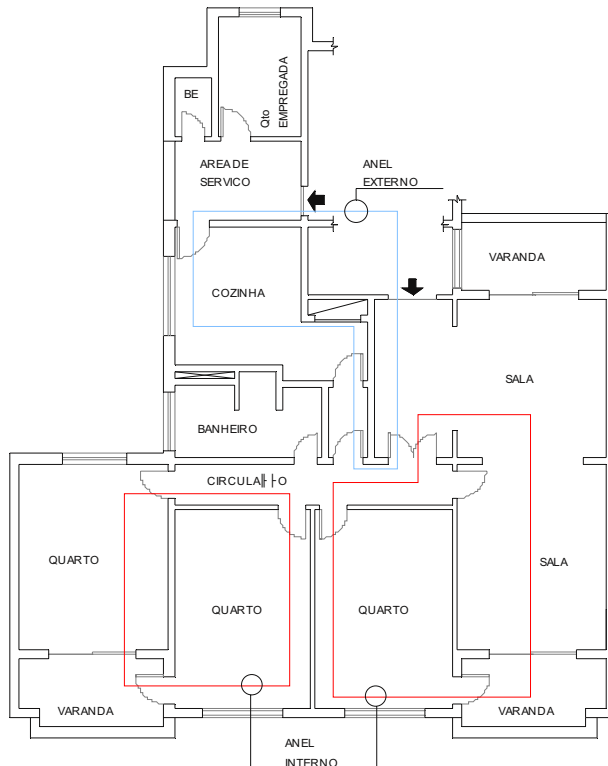 BE
Qto
EMPREGADA
AREA DE
SERVICO
ANEL
EXTERNO
VARANDA
COZINHA
SALA
BANHEIRO
CIRCULA┤├O
QUARTO
SALA
QUARTO
QUARTO
VARANDA
VARANDA
ANEL
INTERNO